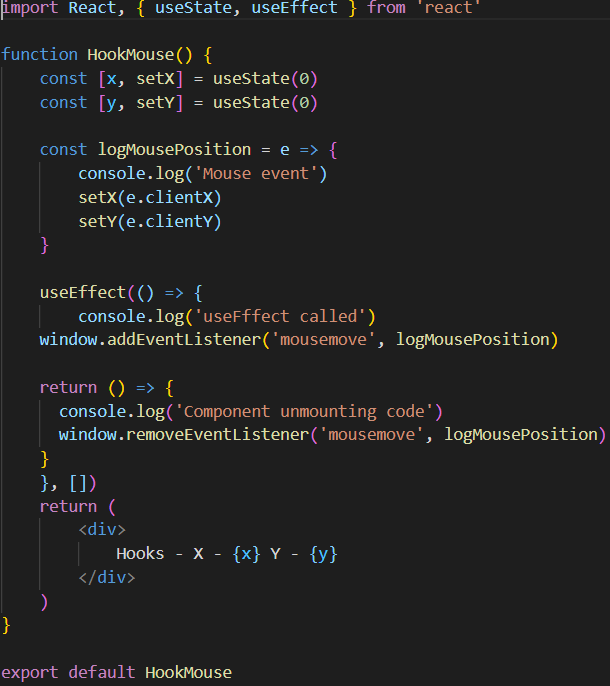 import React, { useState, useEffect } from 'react'
function HookMouse() {
const [x, setX] = useState(0)
const [y, setY] = useState(0)
const logMousePosition = e => {
console.log('Mouse event')
setX(e.clientX)
setY(e.clientY)
}
useEffect(() => {
console.log('useFffect called')
window.addEventListener('mousemove', logMousePosition)
return () => {
console.log('Component unmounting code')
window.removeEventListener('mousemove', logMousePosition)
}
}, [])
return (
<div>
Hooks - X - {x} Y - {y}
</div>
)
}
export default HookMouse